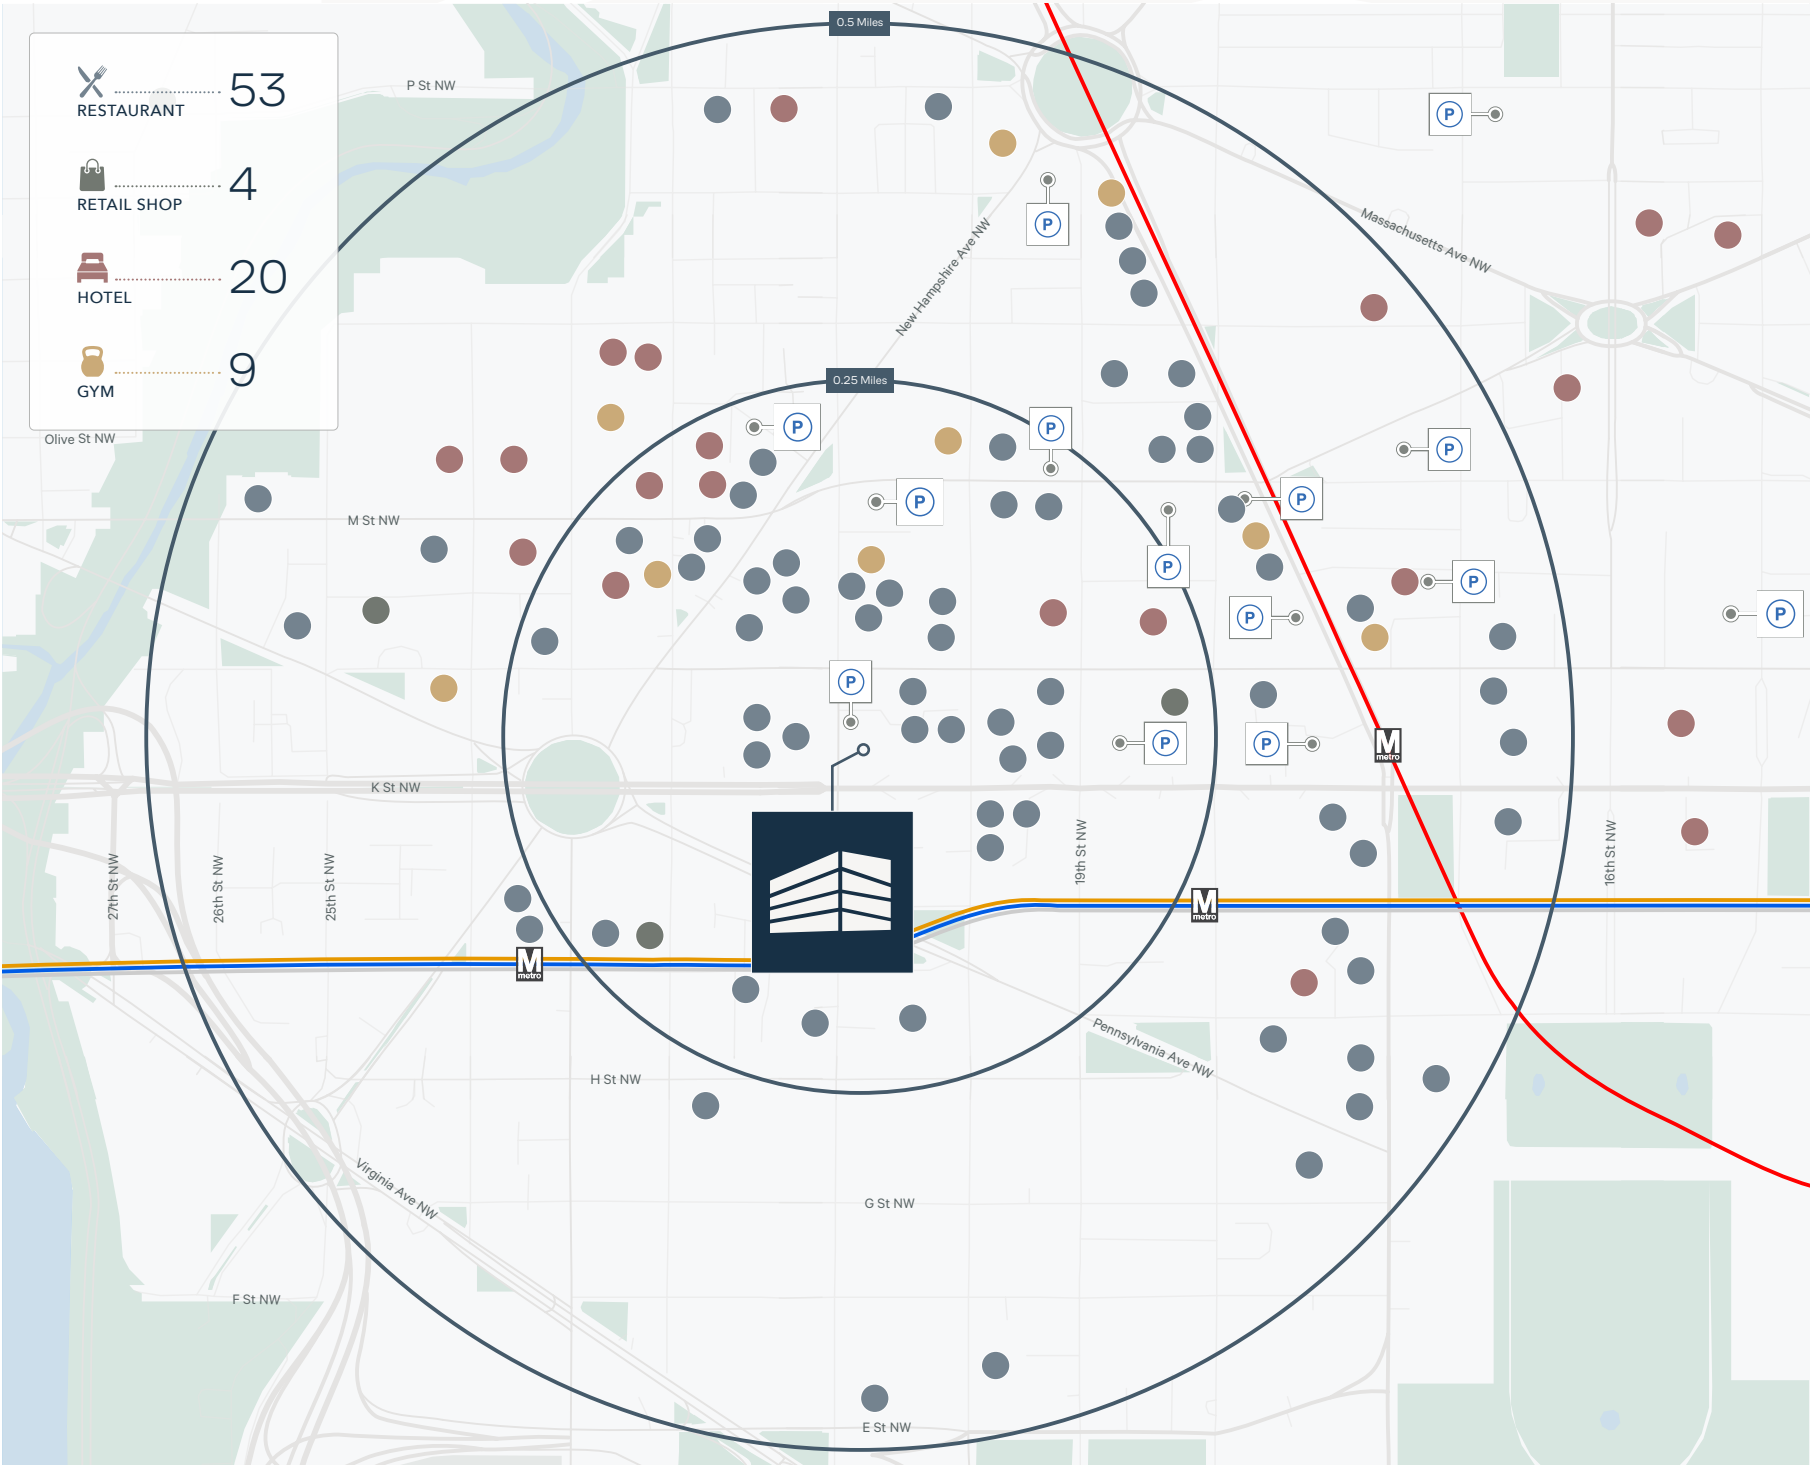 0.5 Miles
53
RESTAURANT
4
RETAIL SHOP
20
HOTEL
9
GYM
P St NW
P
P
Massachusetts Ave NW
New Hampshire Ave NW
0.25 Miles
P
P
Olive St NW
P
P
P
M St NW
P
P
P
P
P
P
P
M
metro
K St NW
27th St NW
26th St NW
25th St NW
19th St NW
16th St NW
M
metro
M
metro
Pennsylvania Ave NW
H St NW
Virginia Ave NW
G St NW
F St NW
E St NW